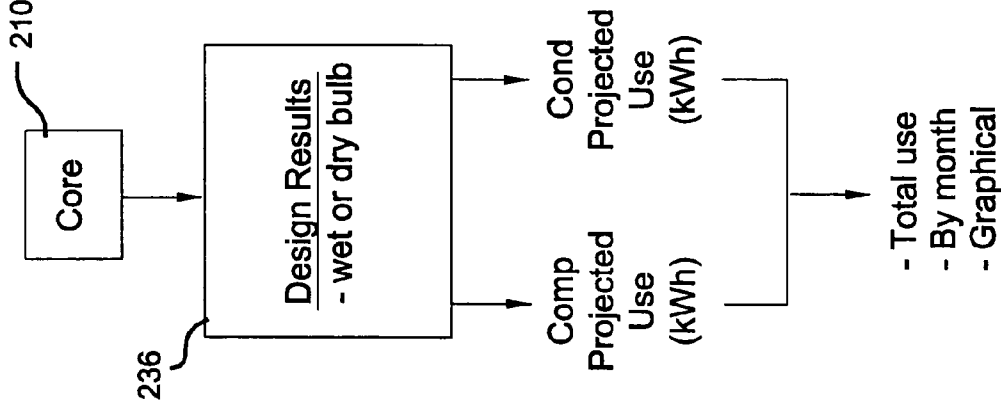 210
Core
236
Design Results
- wet or dry bulb
Comp
Projected
Use
(kWh)
Cond
Projected
Use
(kWh)
- Total use
- By month
- Graphical